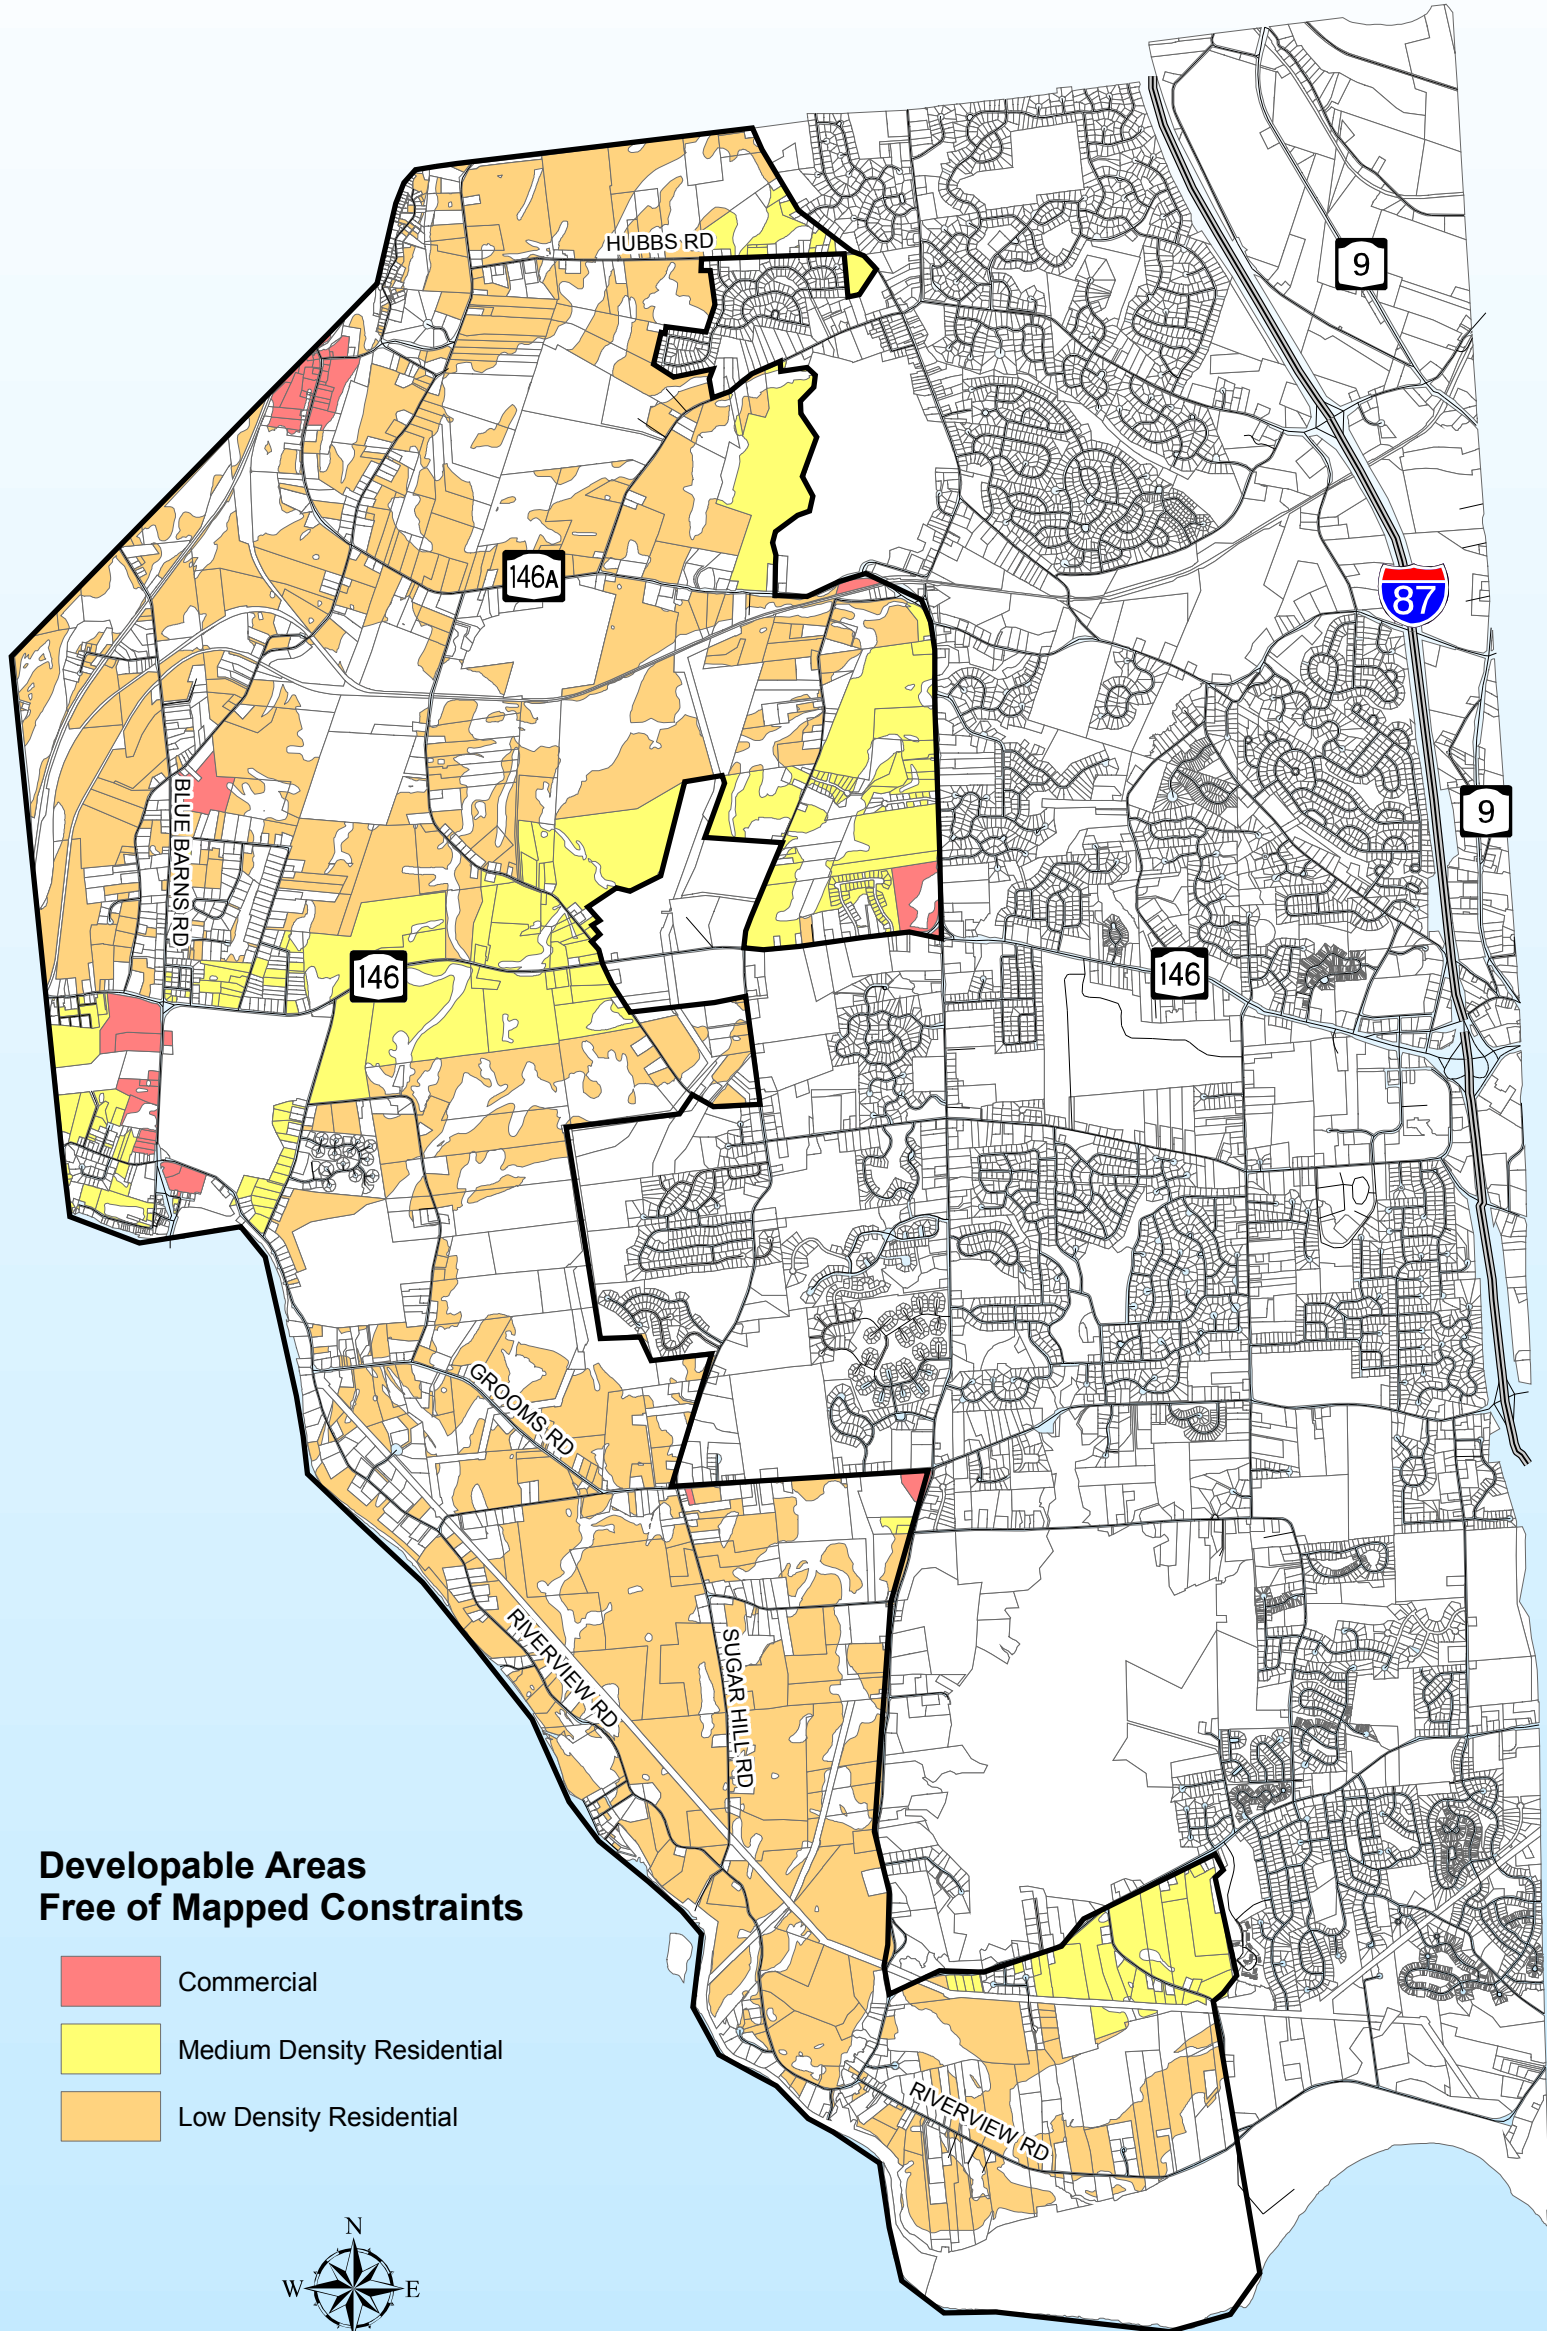 HUBBS RD
9
146A
87
BLUE BARNS RD
9
146
146
GROOMS RD
RIVERVIEW RD
SUGAR HILL RD
Developable Areas
Free of Mapped Constraints
Commercial
Medium Density Residential
Low Density Residential
RIVERVIEW RD
N
W
E